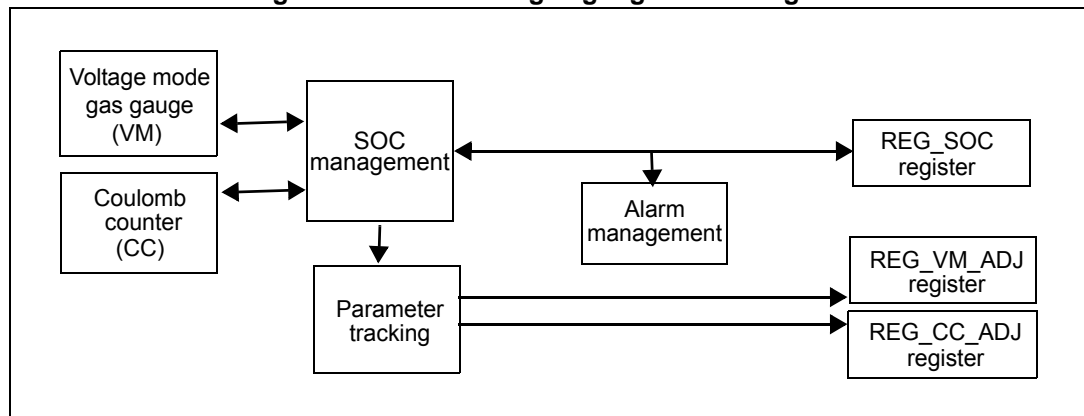 Voltage mode
gas gauge
(VM)
Coulomb
counter
(CC)
SOC
management
Parameter
tracking
Alarm
management
REG_SOC
register
REG_VM_ADJ
register
REG_CC_ADJ
register